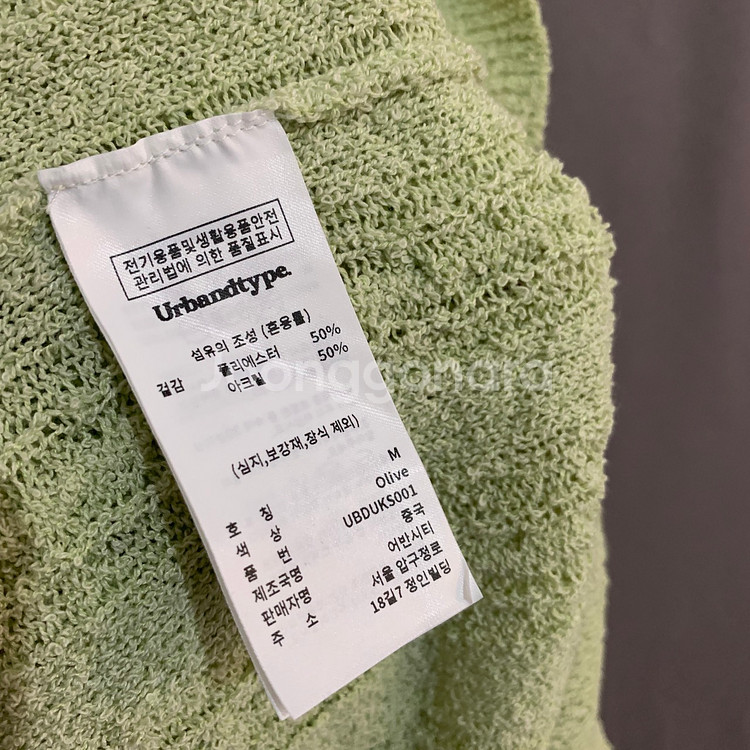 전기용품및생활용품안전
관리법에 의한 품질표시
Urbandtype.
섬유의 조성 (혼용률)
겉감 폴리에스터 50%
아크릴 50%
(심지,보강재,장식 제외)
호 칭 M
색 상 Olive
품 번 UBDUKS001
제조국명 중국
판매자명 어반시티
주 소 서울 압구정로
18길7 정인빌딩
Joonggonara